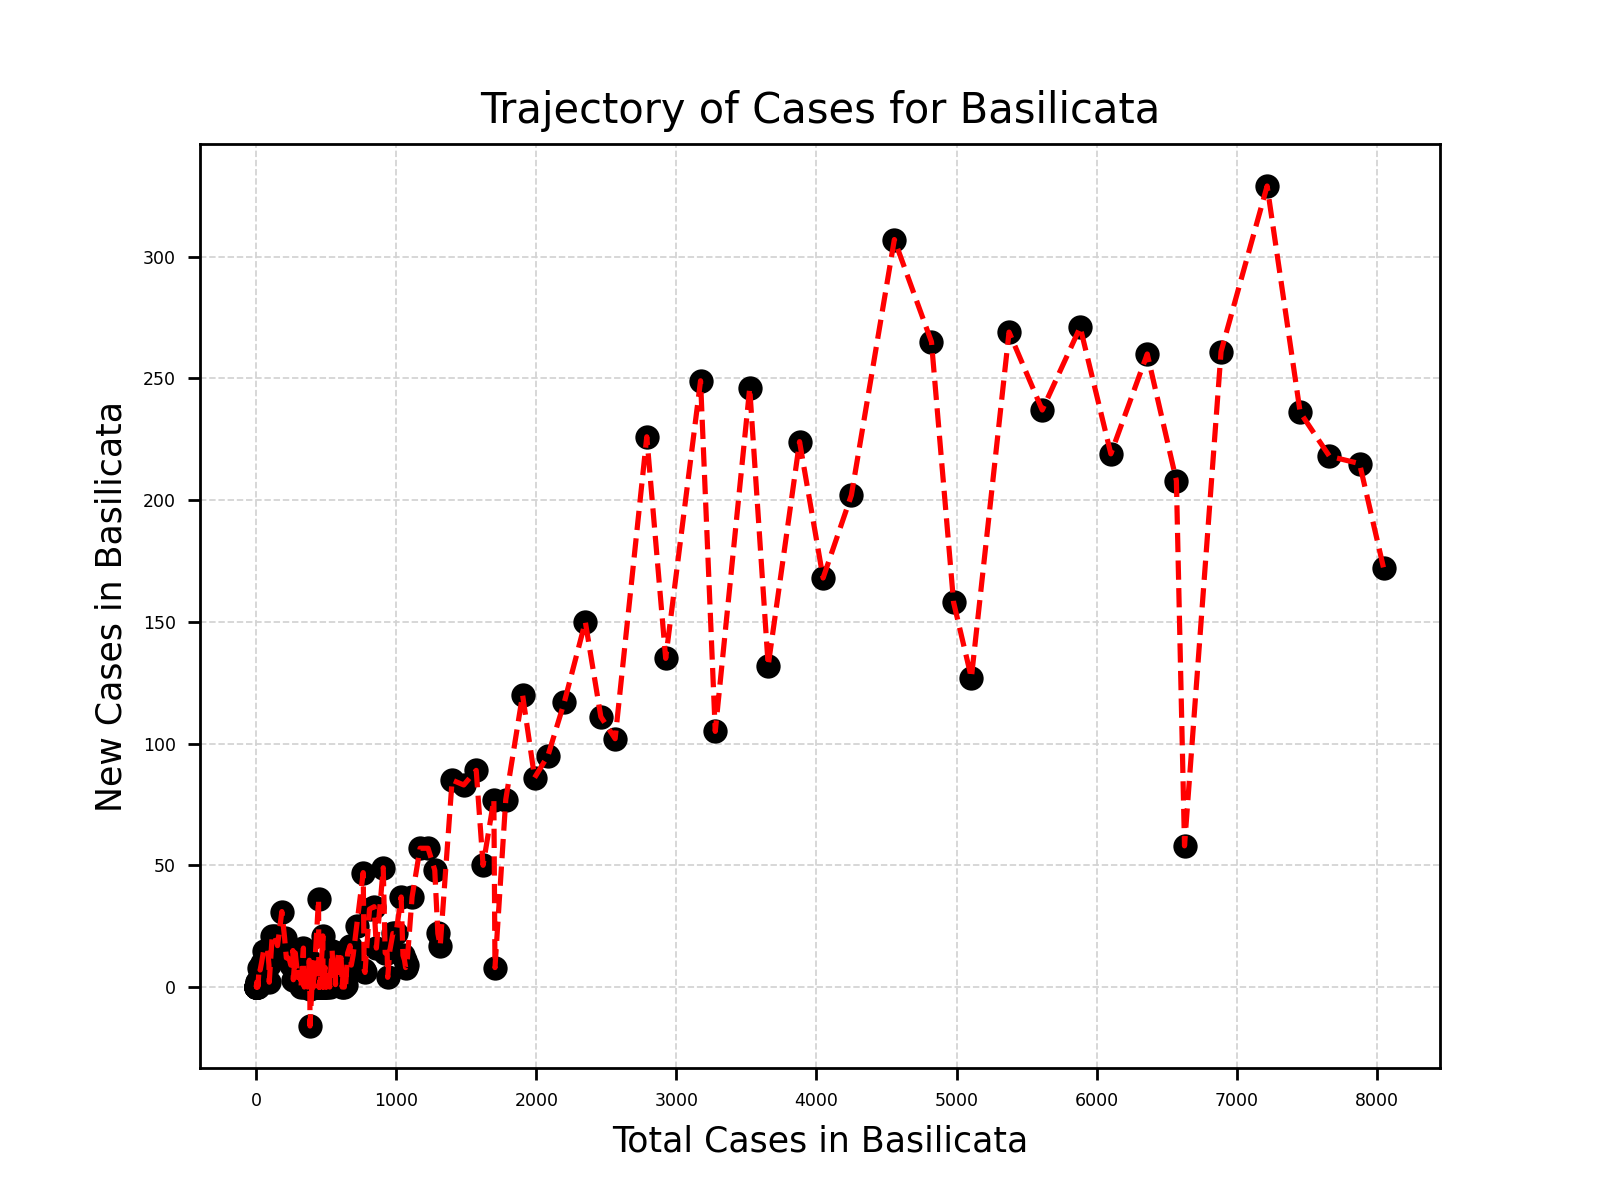 Trajectory of Cases for Basilicata
New Cases in Basilicata
300
250
200
150
100
50
0
0 1000 2000 3000 4000 5000 6000 7000 8000
Total Cases in Basilicata